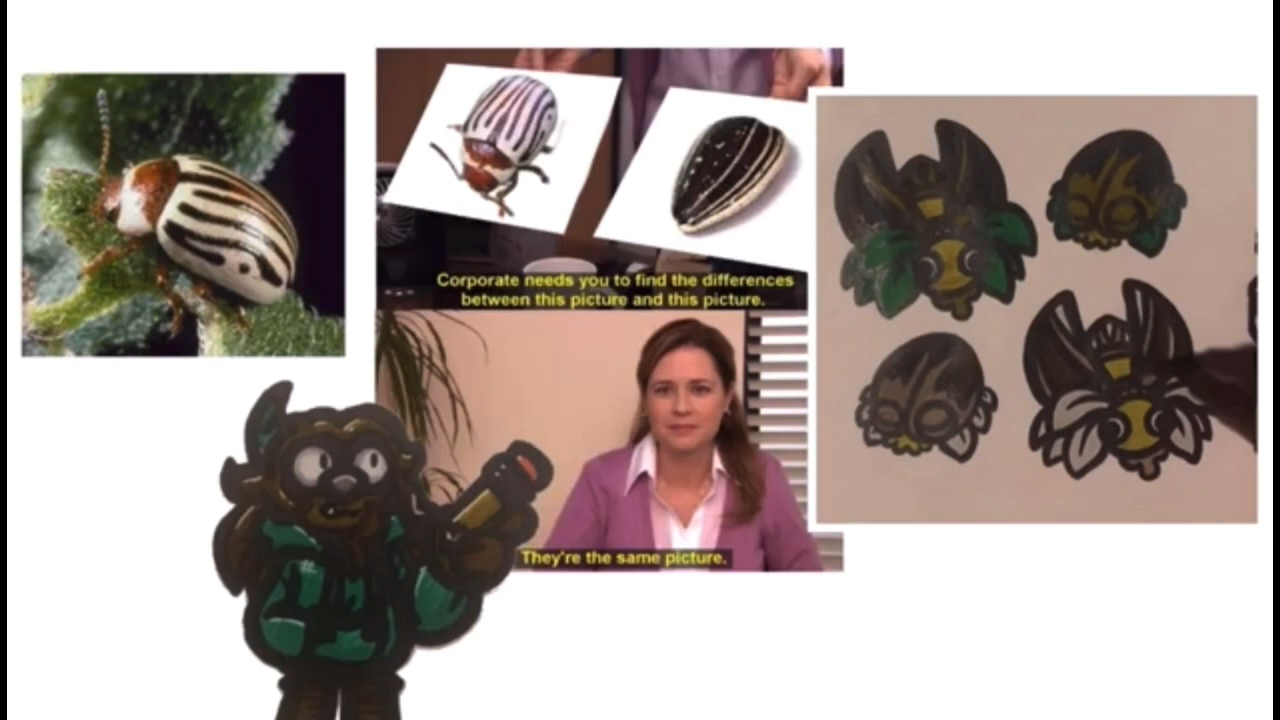 Corporate needs you to find the differences
between this picture and this picture.
They're the same picture.